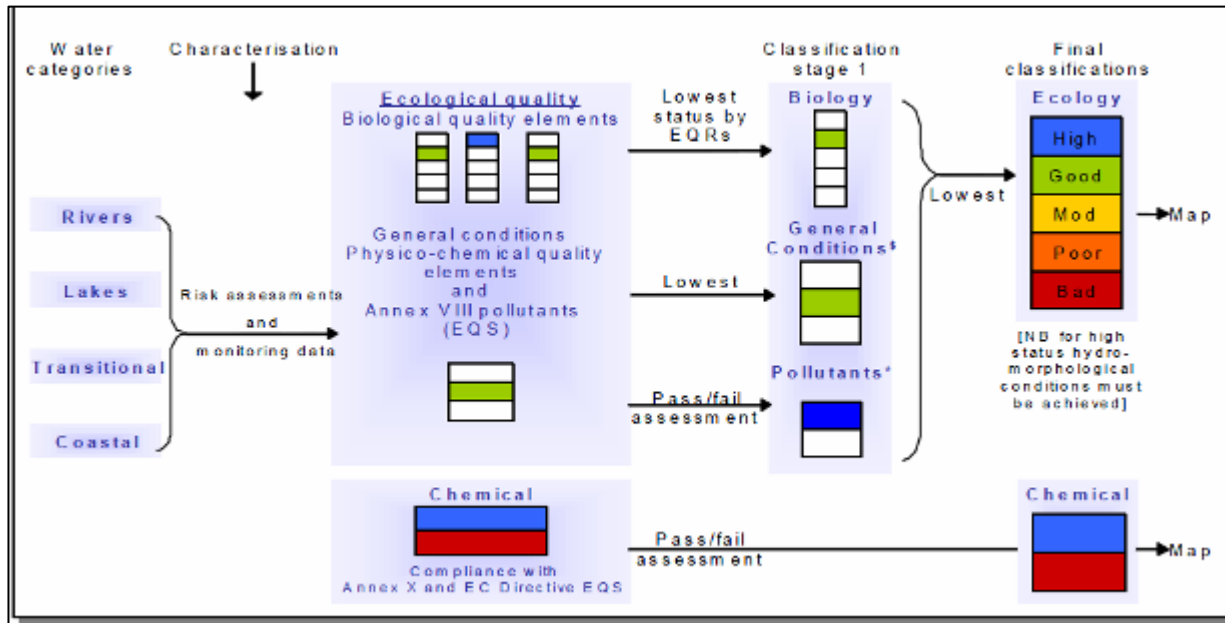 Water
categories
Characterisation
Classification
stage 1
Final
classifications
Ecological quality
Biological quality elements
Lowest
status by
EQRs
Biology
Ecology
High
Good
Mod
Poor
Bad
Lowest
Map
Rivers
Lakes
Transitional
Coastal
Risk assessments
and
monitoring data
General conditions
Physico-chemical quality
elements
and
Annex VIII pollutants
(EQS)
Lowest
General
Conditions$
Pollutants*
Pass/fail
assessment
[NB for high
status hydro-
morphological
conditions must
be achieved]
Chemical
Compliance with
Annex X and EC Directive EQS
Pass/fail
assessment
Chemical
Map